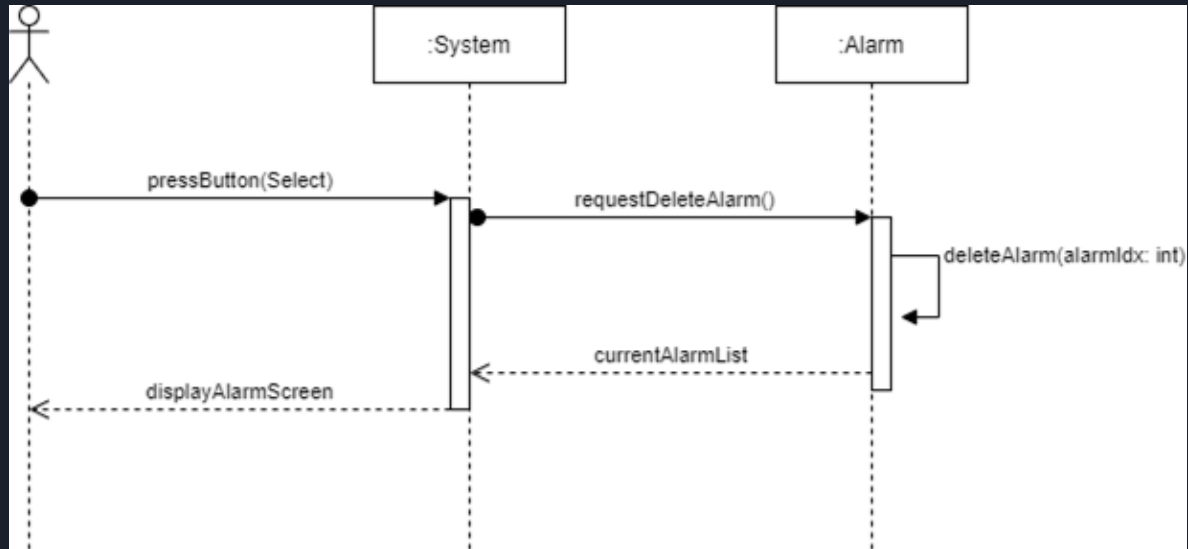 :System
:Alarm
pressButton(Select)
requestDeleteAlarm()
deleteAlarm(alarmIdx: int)
currentAlarmList
displayAlarmScreen